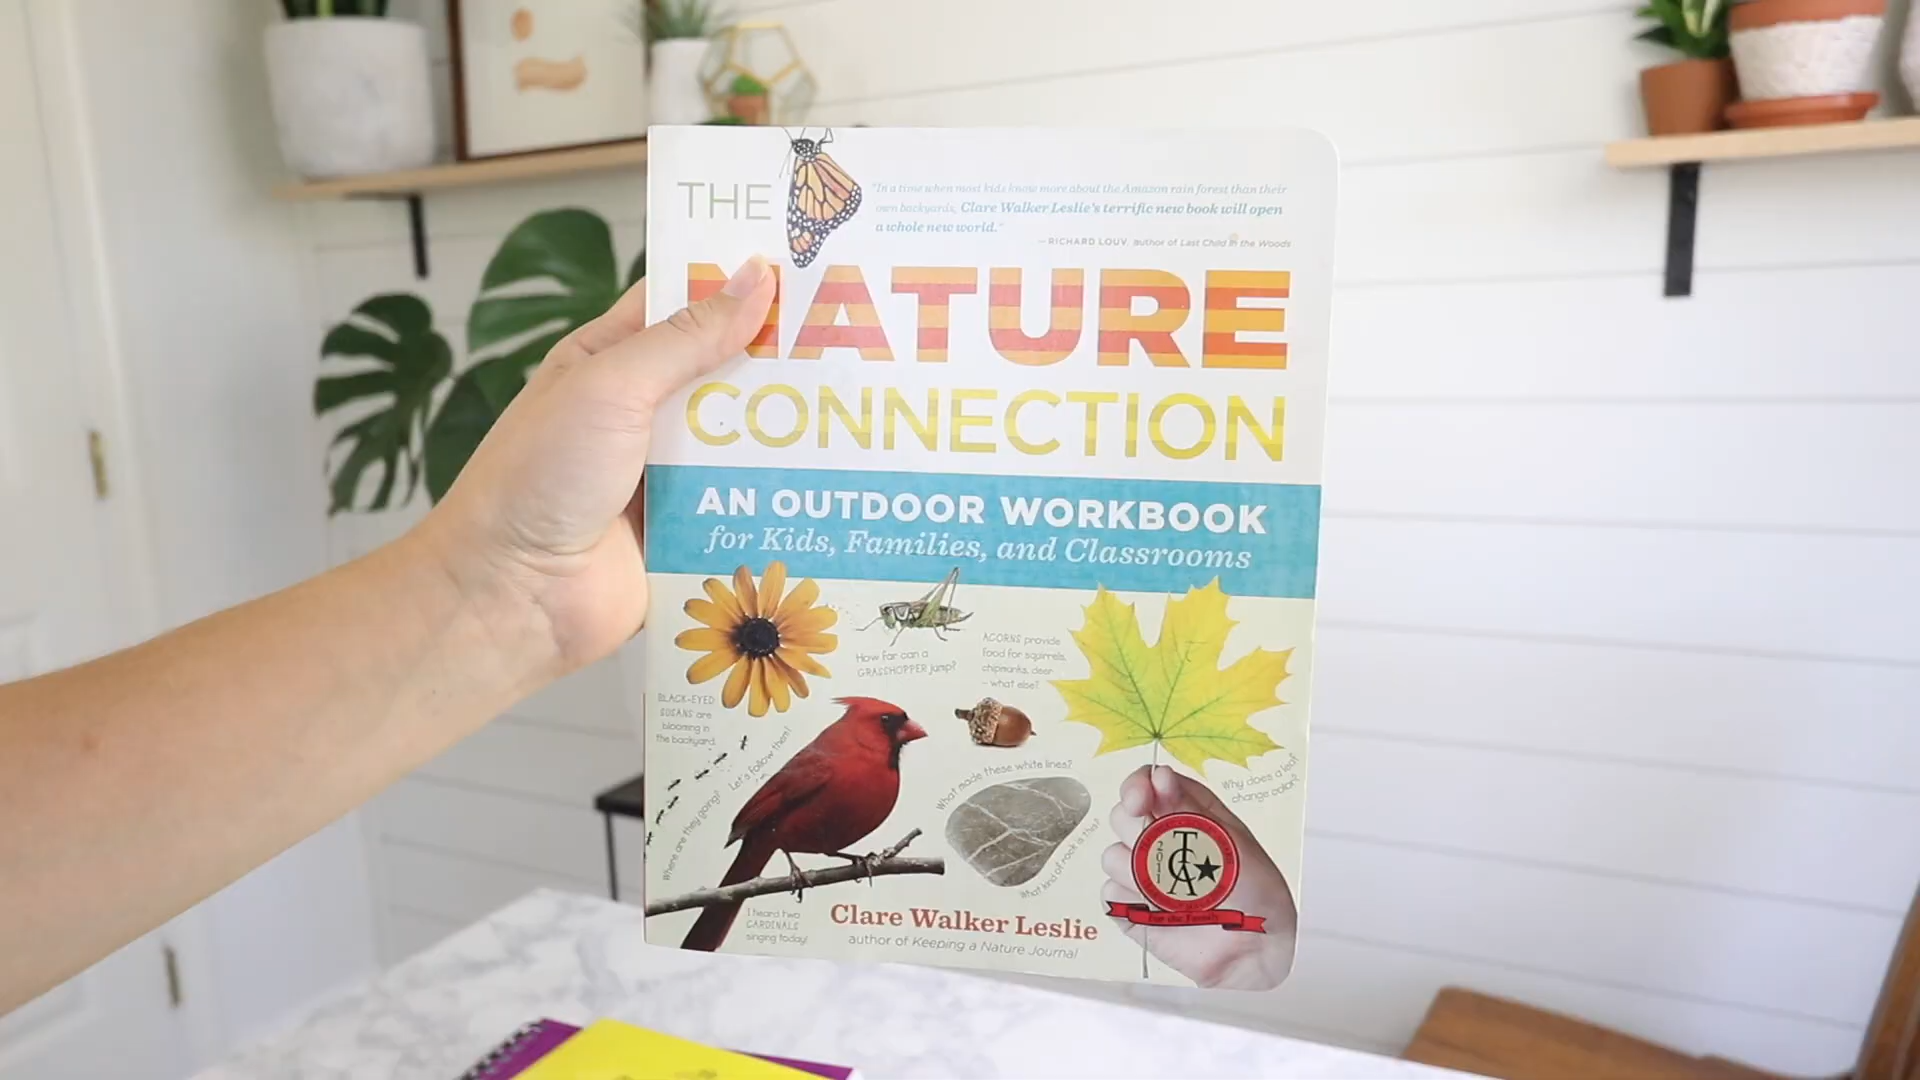 THE
"In a time when most kids know more about the Amazon rain forest than their
own backyards, Clare Walker Leslie's terrific new book will open
a whole new world."
— RICHARD LOUV, author of Last Child in the Woods
NATURE
CONNECTION
AN OUTDOOR WORKBOOK
for Kids, Families, and Classrooms
How far can a
GRASSHOPPER jump?
ACORNS provide
food for squirrels,
chipmunks, deer
– what else?
BLACK-EYED
SUSANS are
blooming in
the backyard.
Let's follow them!
Where are they going?
What made these white lines?
What kind of rock is this?
Why does a leaf
change color?
I heard two
CARDINALS
singing today!
2011
TCA
For the Family
Clare Walker Leslie
author of Keeping a Nature Journal